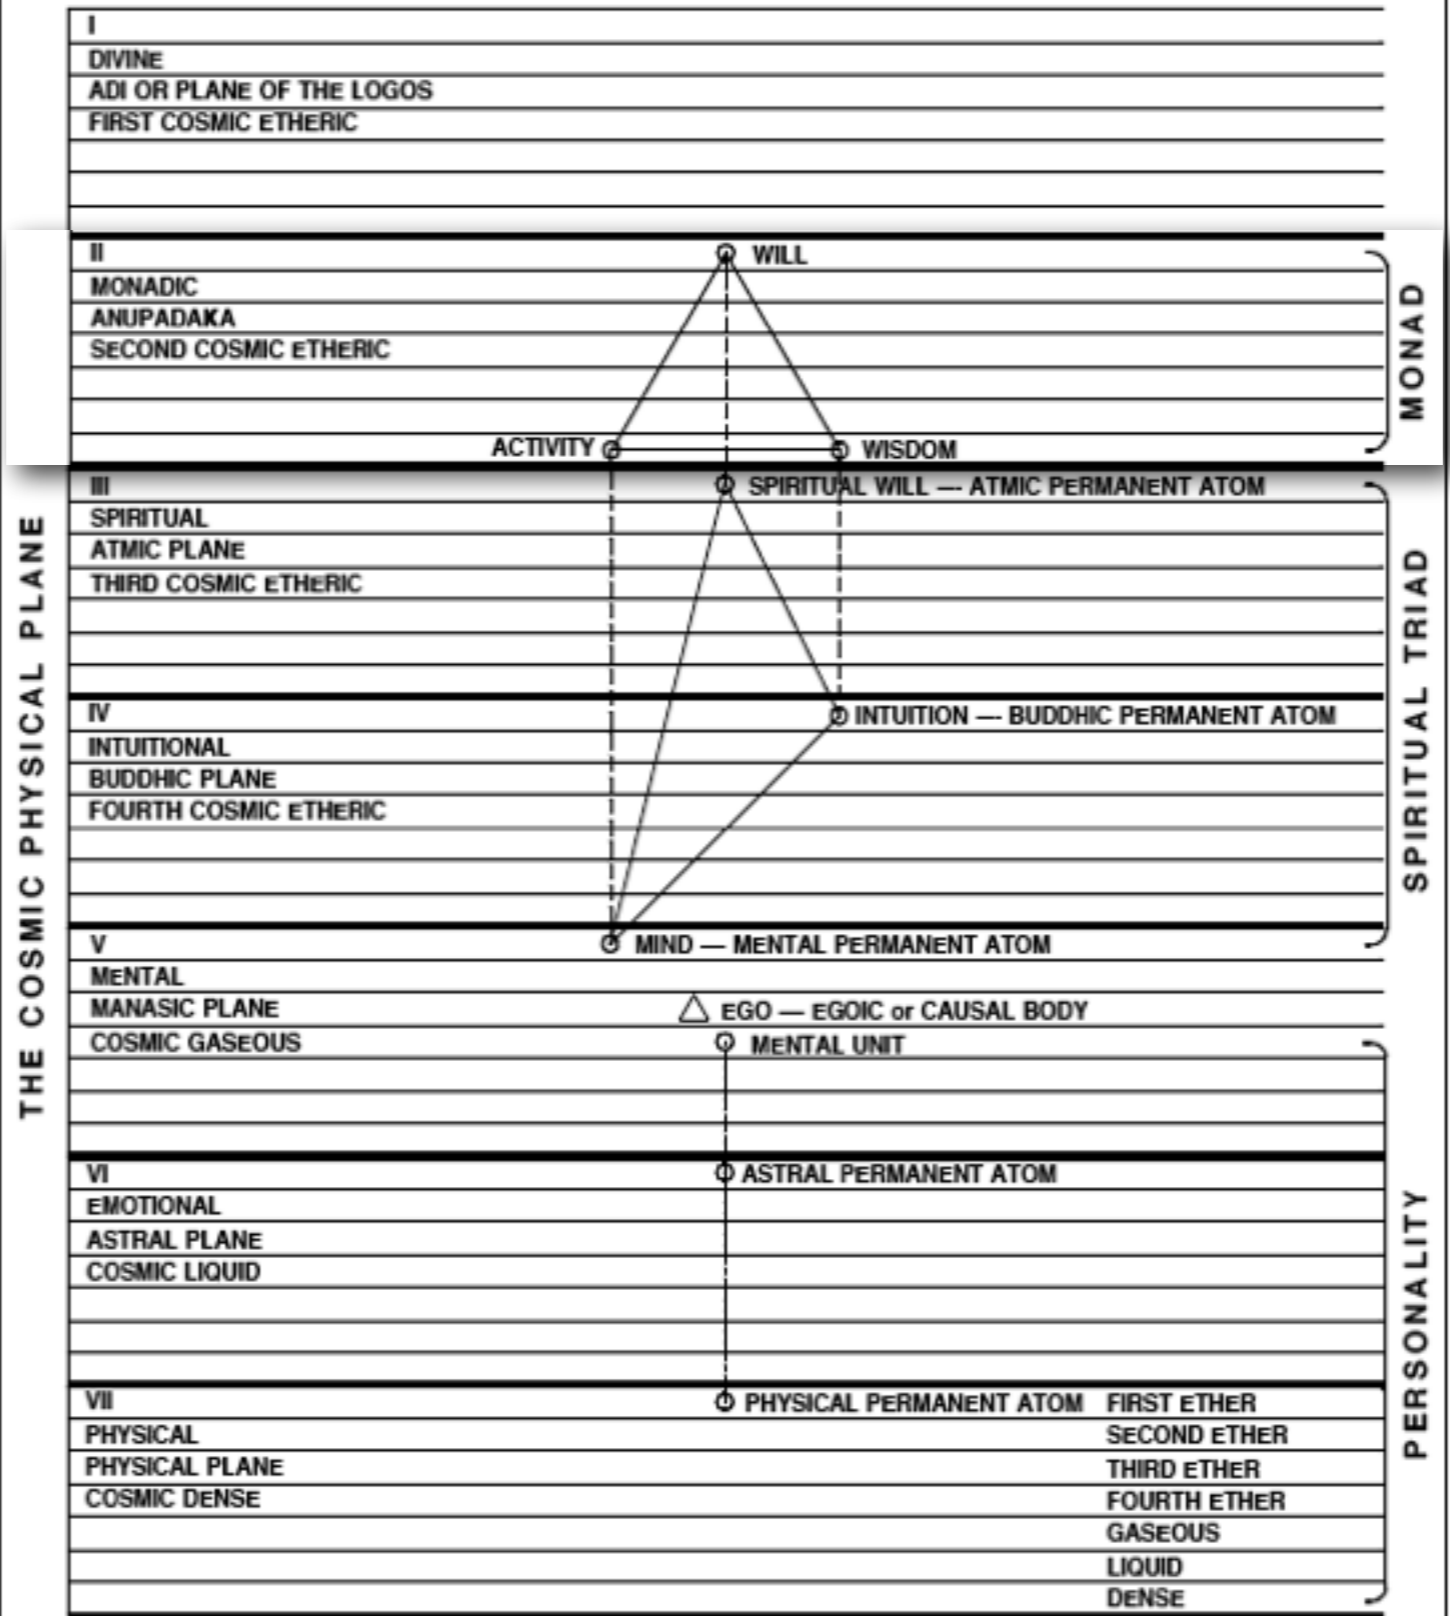 THE COSMIC PHYSICAL PLANE
I
DIVINE
ADI OR PLANE OF THE LOGOS
FIRST COSMIC ETHERIC
II
WILL
MONADIC
ANUPADAKA
SECOND COSMIC ETHERIC
ACTIVITY
WISDOM
MONAD
III
SPIRITUAL WILL — ATMIC PERMANENT ATOM
SPIRITUAL
ATMIC PLANE
THIRD COSMIC ETHERIC
IV
INTUITION — BUDDHIC PERMANENT ATOM
INTUITIONAL
BUDDHIC PLANE
FOURTH COSMIC ETHERIC
SPIRITUAL TRIAD
V
MIND — MENTAL PERMANENT ATOM
MENTAL
MANASIC PLANE
EGO — EGOIC or CAUSAL BODY
COSMIC GASEOUS
MENTAL UNIT
VI
ASTRAL PERMANENT ATOM
EMOTIONAL
ASTRAL PLANE
COSMIC LIQUID
VII
PHYSICAL PERMANENT ATOM
FIRST ETHER
PHYSICAL
SECOND ETHER
PHYSICAL PLANE
THIRD ETHER
COSMIC DENSE
FOURTH ETHER
GASEOUS
LIQUID
DENSE
PERSONALITY